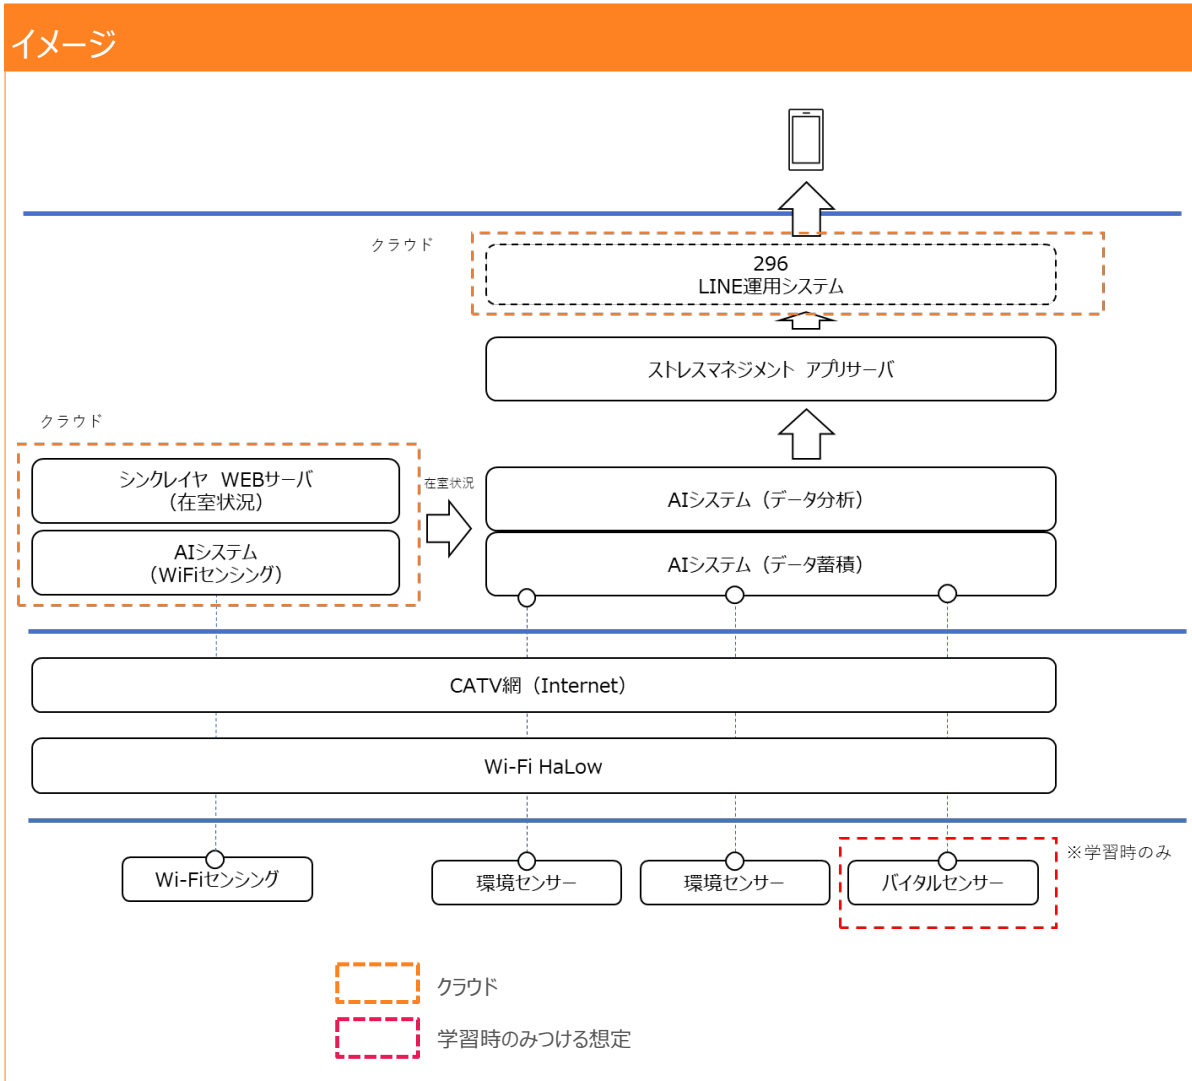 イメージ
クラウド
296
LINE運用システム
ストレスマネジメント アプリサーバ
クラウド
シンクレイヤ WEBサーバ
(在室状況)
在室状況
AIシステム（データ分析）
AIシステム
(WiFiセンシング)
AIシステム（データ蓄積）
CATV網（Internet）
Wi-Fi HaLow
※学習時のみ
Wi-Fiセンシング
環境センサー
環境センサー
バイタルセンサー
クラウド
学習時のみつける想定